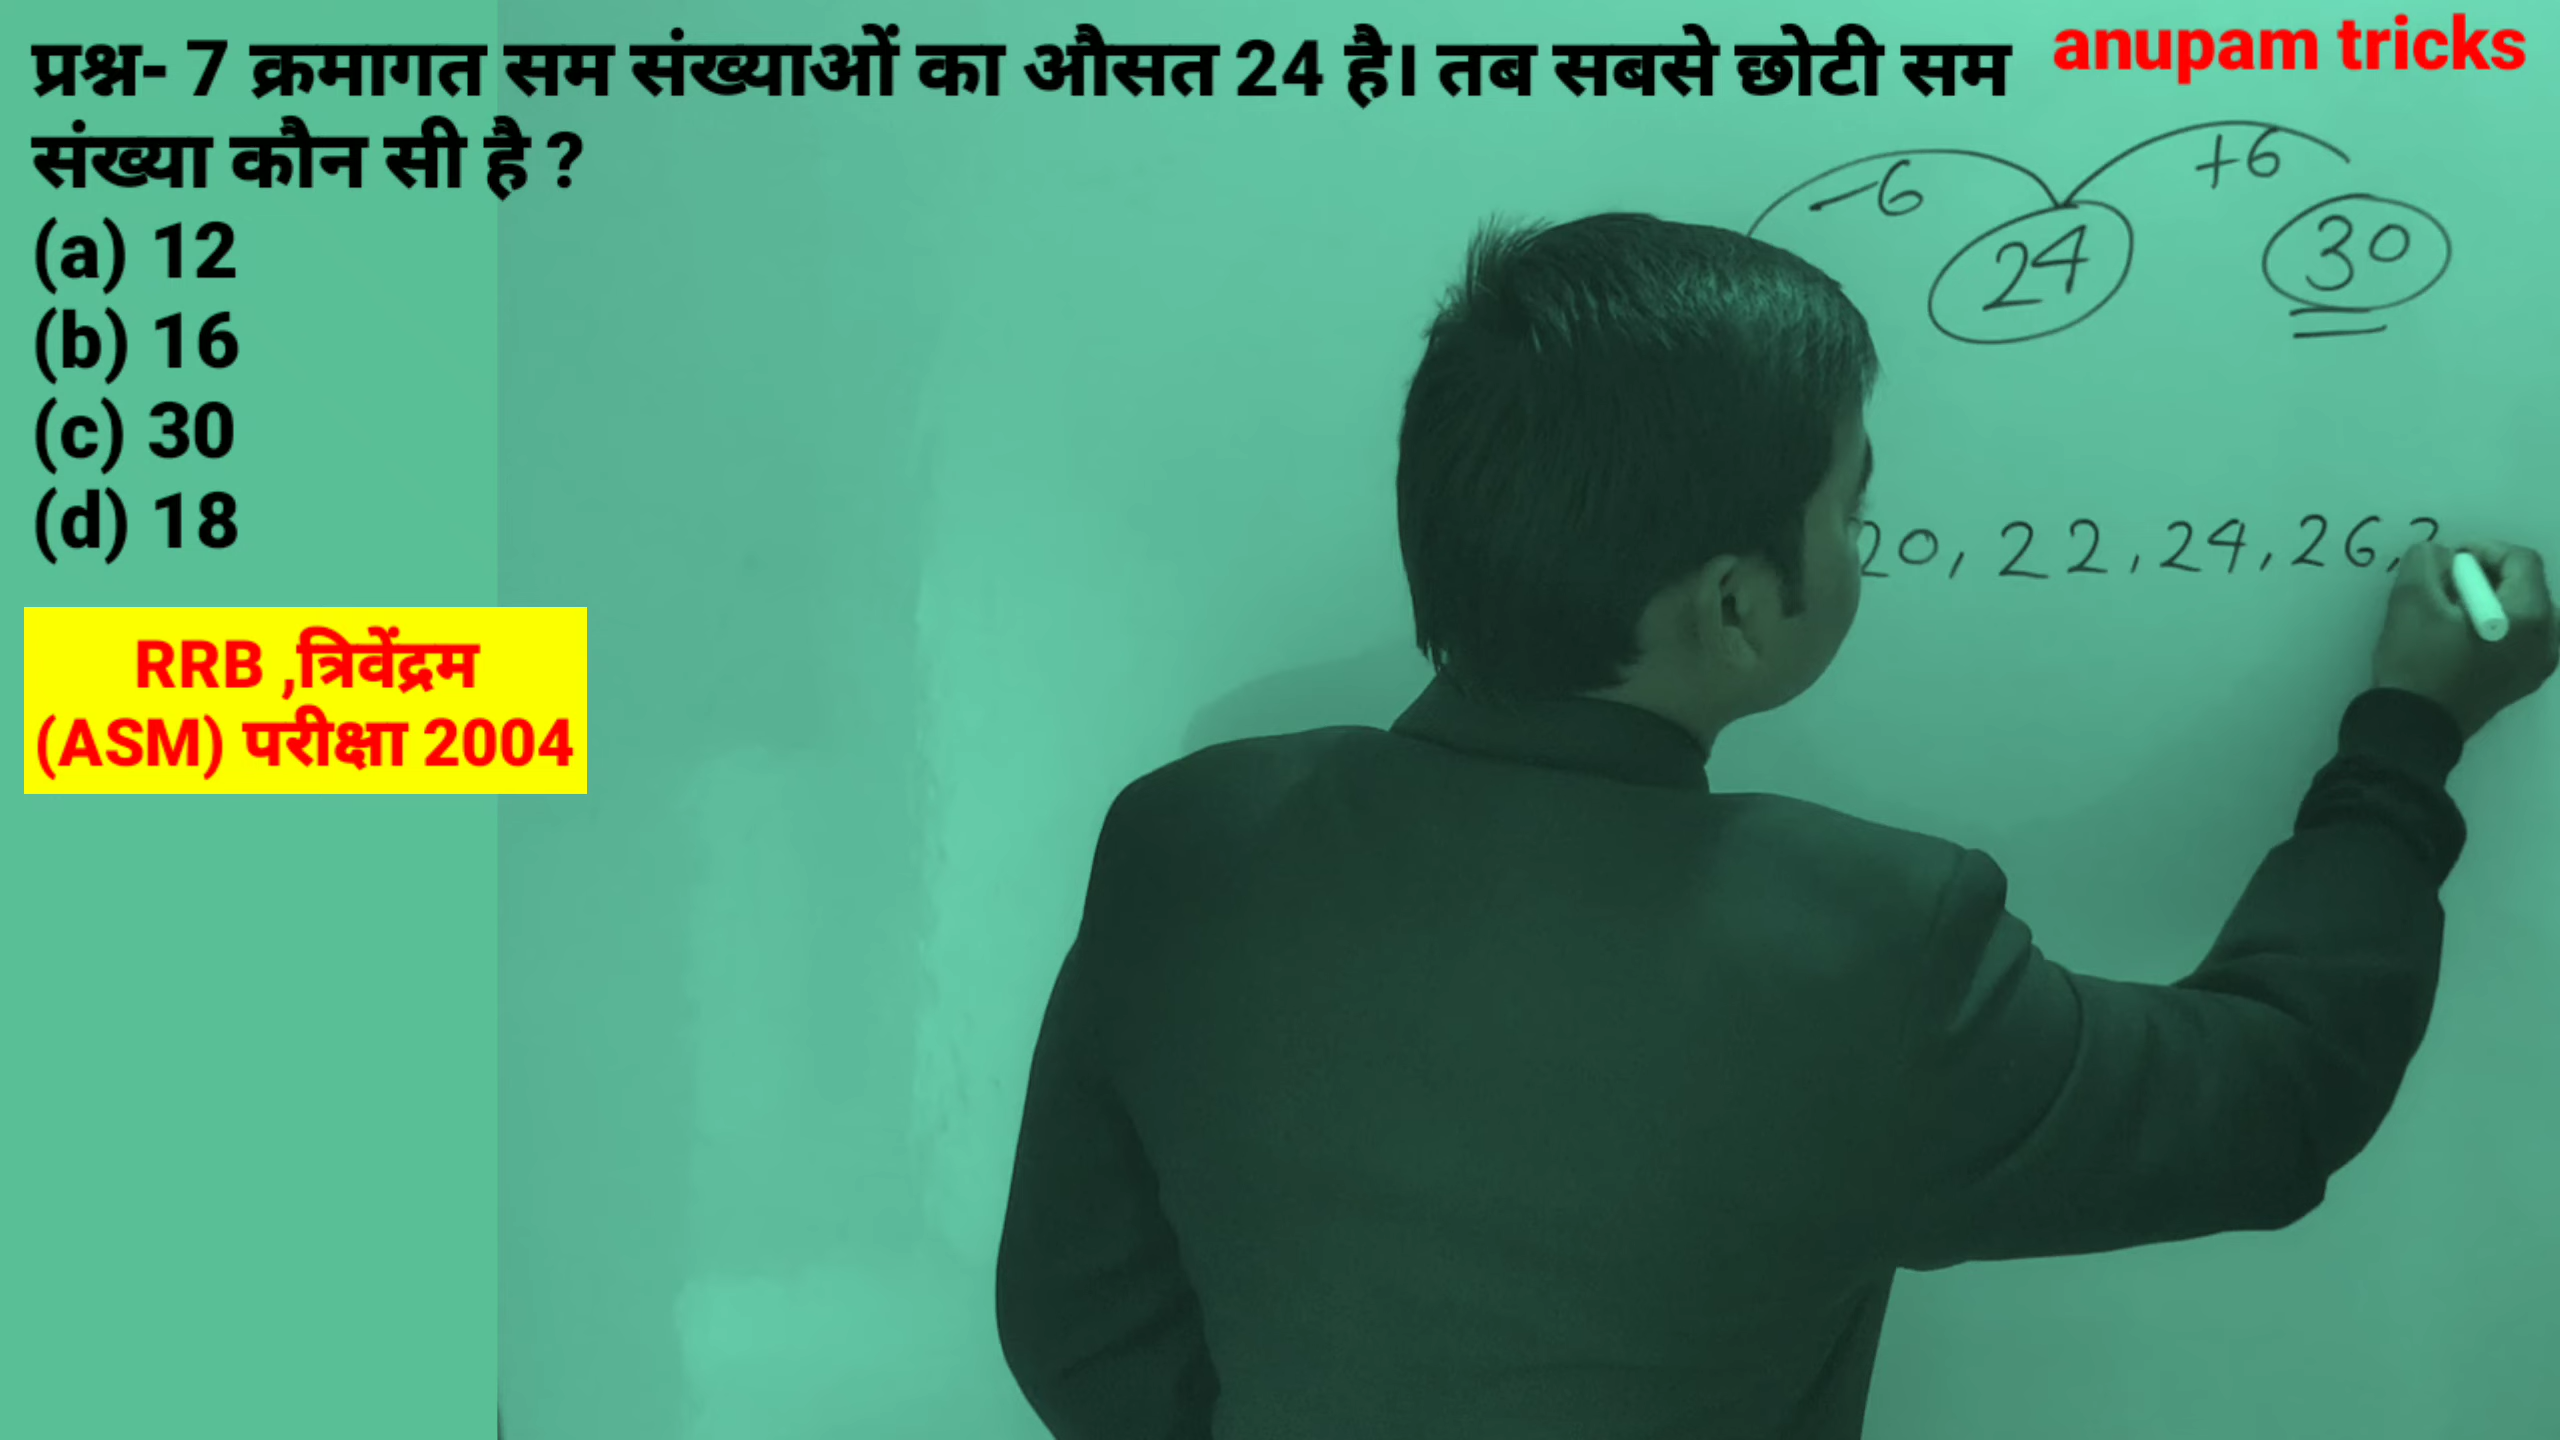 प्रश्न- 7 क्रमागत सम संख्याओं का औसत 24 है। तब सबसे छोटी सम
संख्या कौन सी है ?
(a) 12
(b) 16
(c) 30
(d) 18
RRB ,त्रिवेंद्रम
(ASM) परीक्षा 2004
anupam tricks
-6 +6
24 30
20, 22, 24, 26,